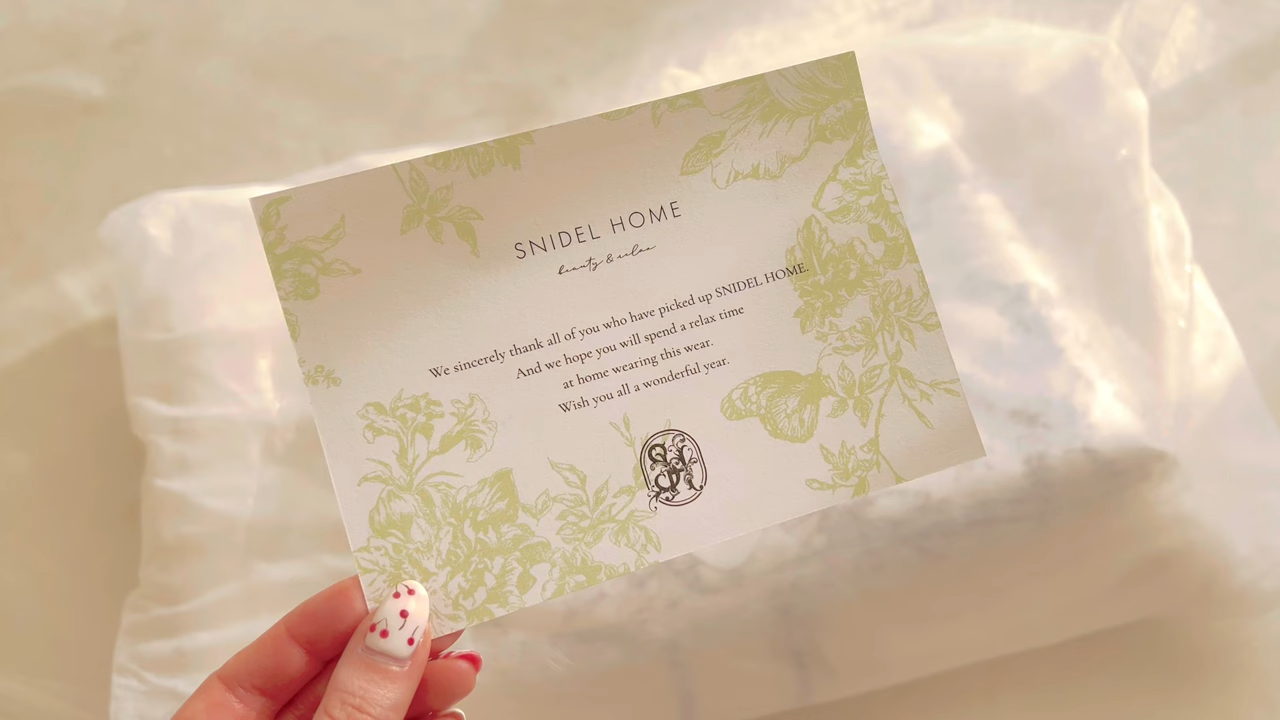 SNIDEL HOME
beauty & relax
We sincerely thank all of you who have picked up SNIDEL HOME.
And we hope you will spend a relax time
at home wearing this wear.
Wish you all a wonderful year.